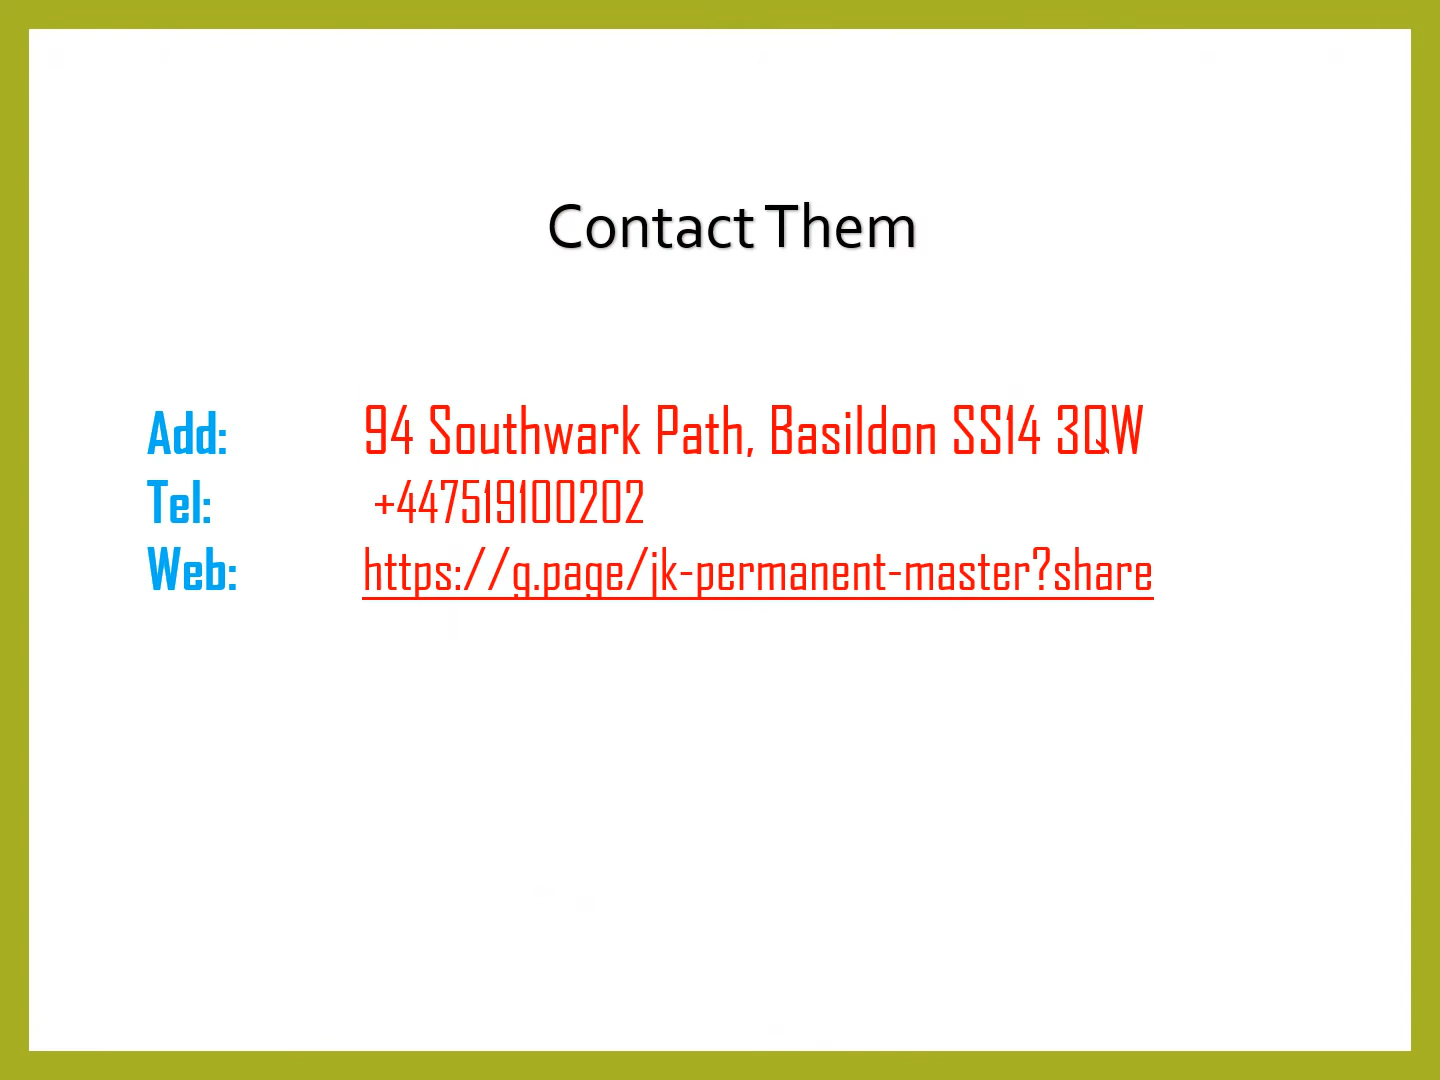 Contact Them
Add: 94 Southwark Path, Basildon SS14 3QW
Tel: +447519100202
Web: https://g.page/jk-permanent-master?share